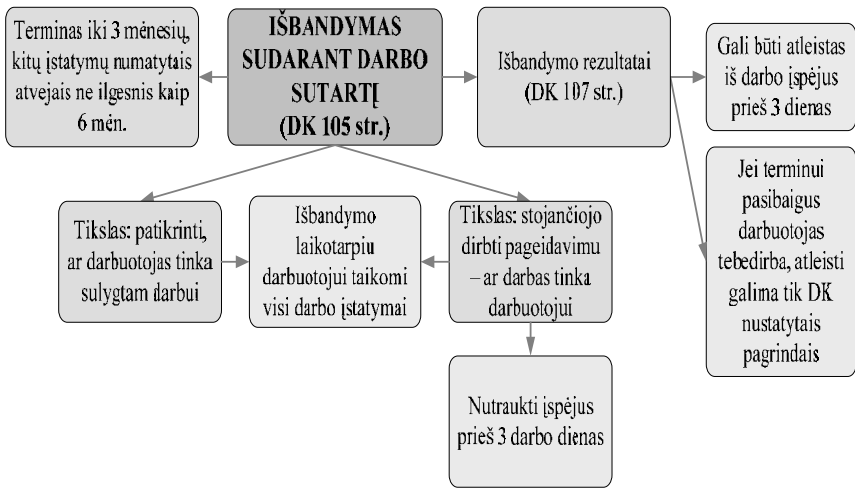 Terminas iki 3 mėnesių,
kitų įstatymų numatytais
atvejais ne ilgesnis kaip
6 mėn.
IŠBANDYMAS
SUDARANT DARBO
SUTARTĮ
(DK 105 str.)
Išbandymo rezultatai
(DK 107 str.)
Gali būti atleistas
iš darbo įspėjus
prieš 3 dienas
Jei terminui
pasibaigus
darbuotojas
tebedirba, atleisti
galima tik DK
nustatytais
pagrindais
Tikslas: patikrinti,
ar darbuotojas tinka
sulygtam darbui
Išbandymo
laikotarpiu
darbuotojui taikomi
visi darbo įstatymai
Tikslas: stojančiojo
dirbti pageidavimu
– ar darbas tinka
darbuotojui
Nutraukti įspėjus
prieš 3 darbo dienas